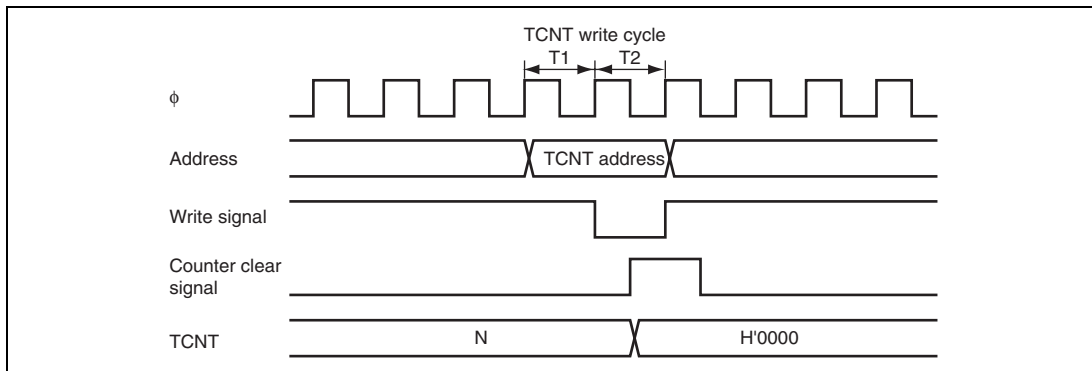 TCNT write cycle
T1 T2
φ
Address
TCNT address
Write signal
Counter clear
signal
TCNT
N
H'0000